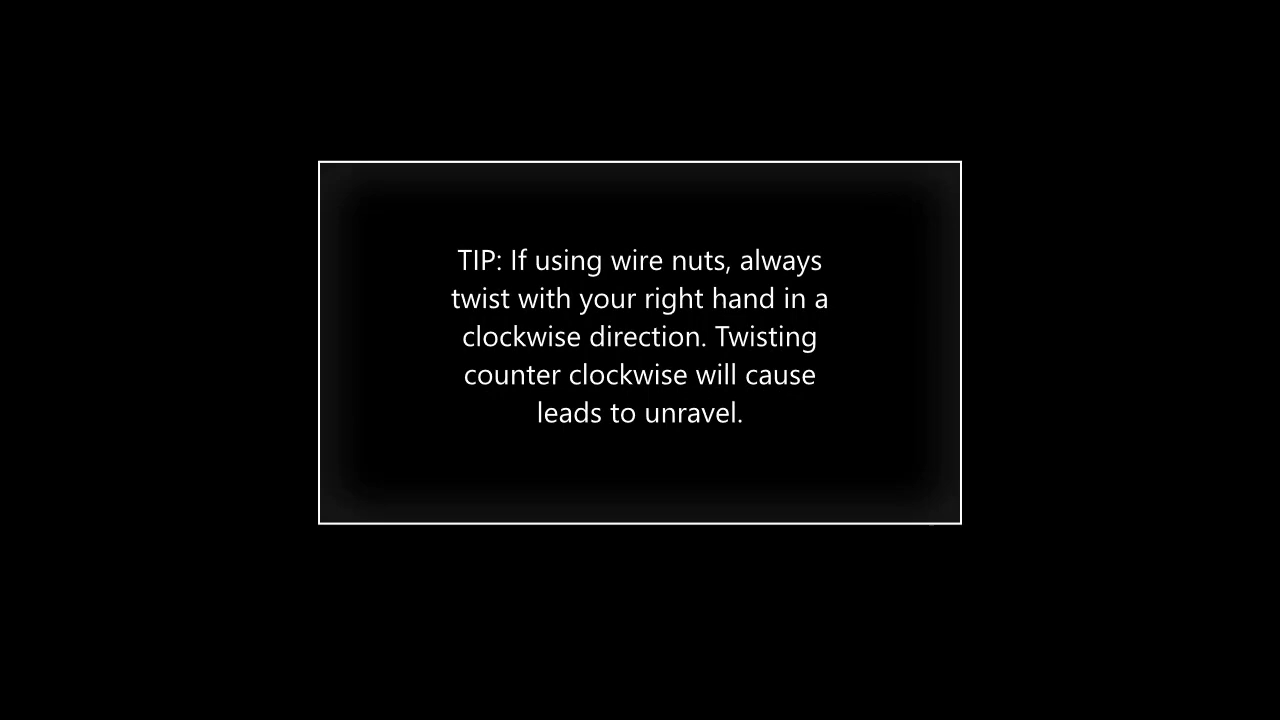 TIP: If using wire nuts, always
twist with your right hand in a
clockwise direction. Twisting
counter clockwise will cause
leads to unravel.